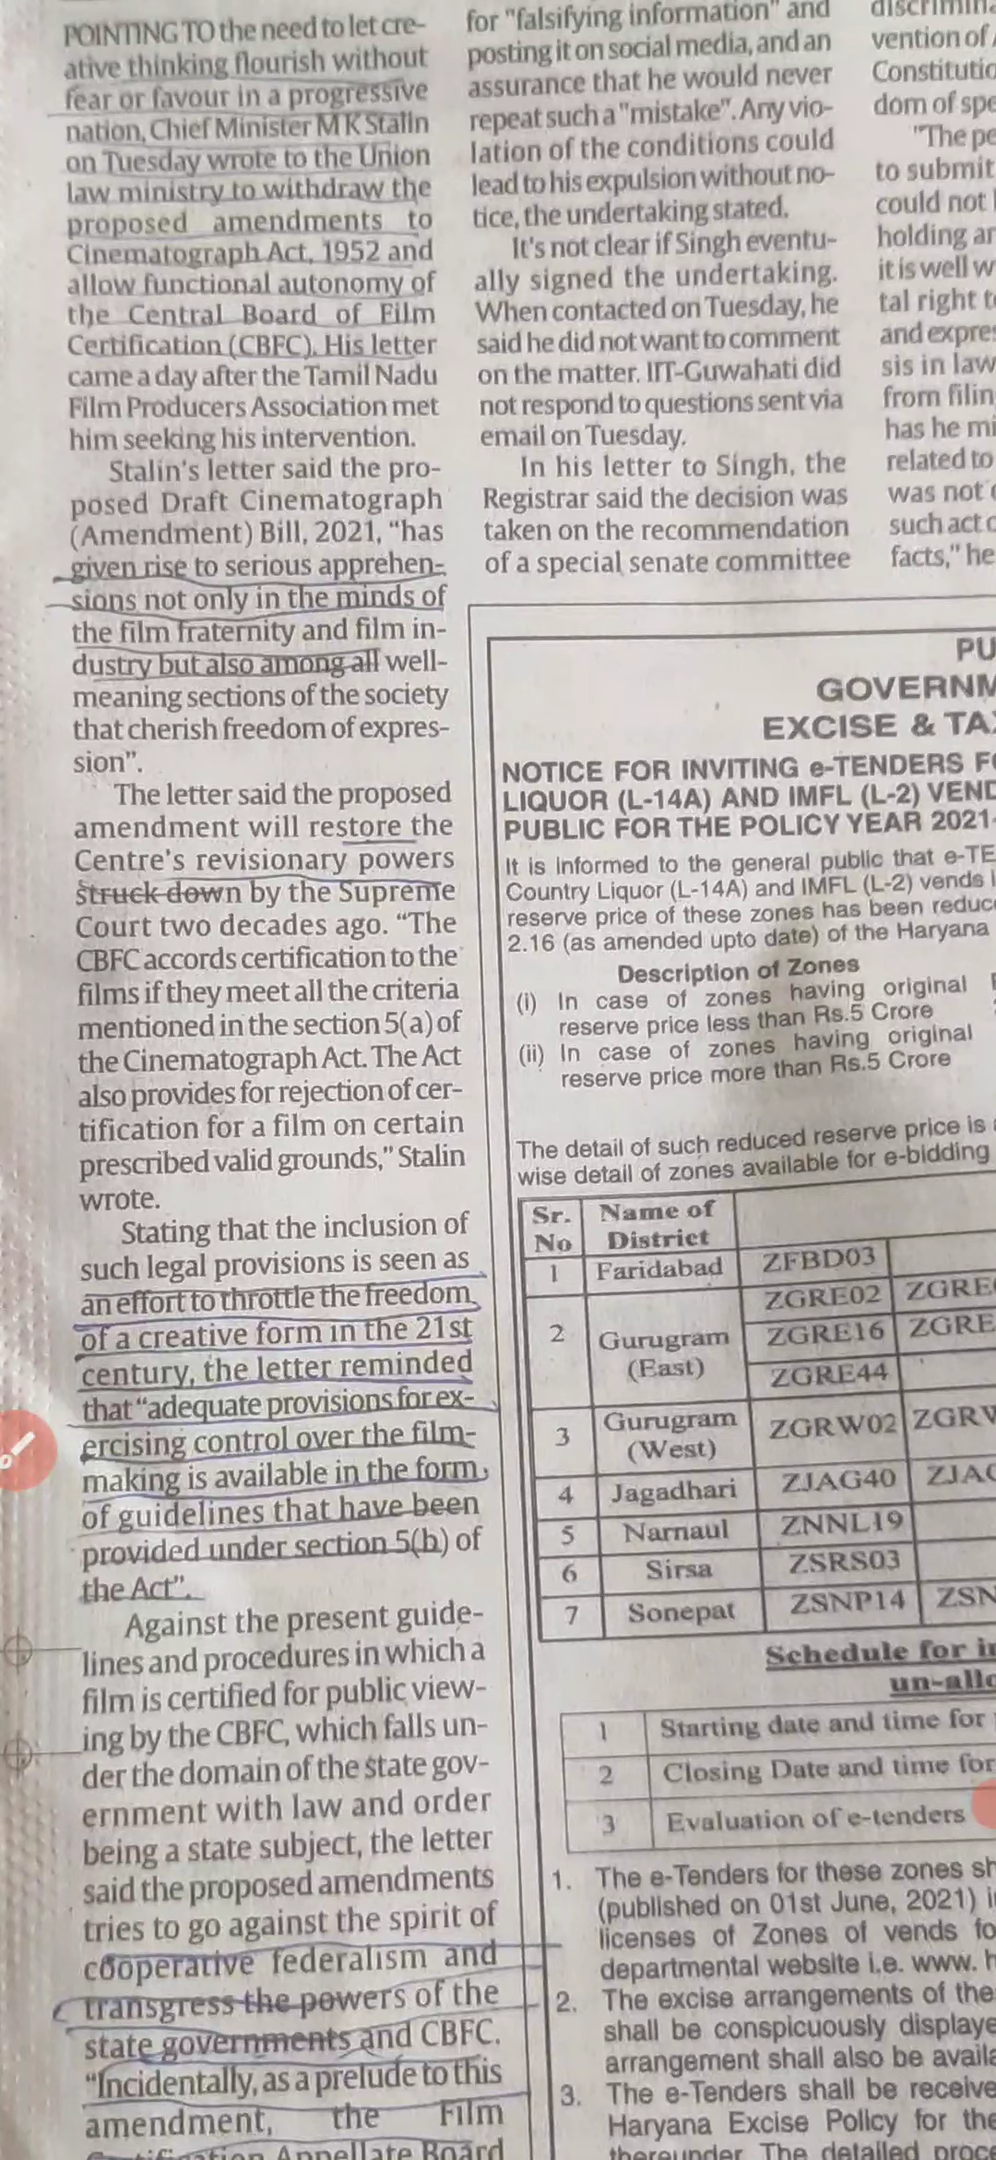 POINTING TO the need to let cre-
ative thinking flourish without
fear or favour in a progressive
nation, Chief Minister M K Stalin
on Tuesday wrote to the Union
law ministry to withdraw the
proposed amendments to
Cinematograph Act, 1952 and
allow functional autonomy of
the Central Board of Film
Certification (CBFC). His letter
came a day after the Tamil Nadu
Film Producers Association met
him seeking his intervention.
Stalin's letter said the pro-
posed Draft Cinematograph
(Amendment) Bill, 2021, "has
given rise to serious apprehen-
sions not only in the minds of
the film fraternity and film in-
dustry but also among all well-
meaning sections of the society
that cherish freedom of expres-
sion".
The letter said the proposed
amendment will restore the
Centre's revisionary powers
struck down by the Supreme
Court two decades ago. "The
CBFC accords certification to the
films if they meet all the criteria
mentioned in the section 5(a) of
the Cinematograph Act. The Act
also provides for rejection of cer-
tification for a film on certain
prescribed valid grounds," Stalin
wrote.
Stating that the inclusion of
such legal provisions is seen as
an effort to throttle the freedom
of a creative form in the 21st
century, the letter reminded
that "adequate provisions for ex-
ercising control over the film-
making is available in the form
of guidelines that have been
provided under section 5(b) of
the Act".
Against the present guide-
lines and procedures in which a
film is certified for public view-
ing by the CBFC, which falls un-
der the domain of the state gov-
ernment with law and order
being a state subject, the letter
said the proposed amendments
tries to go against the spirit of
cooperative federalism and
transgress the powers of the
state governments and CBFC.
"Incidentally, as a prelude to this
amendment, the Film
Appellate Board
for "falsifying information" and
posting it on social media, and an
assurance that he would never
repeat such a "mistake". Any vio-
lation of the conditions could
lead to his expulsion without no-
tice, the undertaking stated.
It's not clear if Singh eventu-
ally signed the undertaking.
When contacted on Tuesday, he
said he did not want to comment
on the matter. IIT-Guwahati did
not respond to questions sent via
email on Tuesday.
In his letter to Singh, the
Registrar said the decision was
taken on the recommendation
of a special senate committee
vention of
Constitutio
dom of spe
"The pe
to submit
could not
holding ar
it is well w
tal right t
and expres
sis in law
from filin
has he mi
related to
was not
such act o
facts," he
PU
GOVERNM
EXCISE & TA
NOTICE FOR INVITING e-TENDERS F
LIQUOR (L-14A) AND IMFL (L-2) VEND
PUBLIC FOR THE POLICY YEAR 2021-
It is informed to the general public that e-TE
Country Liquor (L-14A) and IMFL (L-2) vends
reserve price of these zones has been reduc
2.16 (as amended upto date) of the Haryana
Description of Zones
(i) In case of zones having original
reserve price less than Rs.5 Crore
(ii) In case of zones having original
reserve price more than Rs.5 Crore
The detail of such reduced reserve price is
wise detail of zones available for e-bidding
Sr. No Name of District
1 Faridabad ZFBD03
2 Gurugram (East) ZGRE02 ZGRE
ZGRE16 ZGRE
ZGRE44
3 Gurugram (West) ZGRW02 ZGRW
4 Jagadhari ZJAG40 ZJAG
5 Narnaul ZNNL19
6 Sirsa ZSRS03
7 Sonepat ZSNP14 ZSN
Schedule for
un-allo
1 Starting date and time for
2 Closing Date and time for
3 Evaluation of e-tenders
1. The e-Tenders for these zones sh
(published on 01st June, 2021)
licenses of Zones of vends fo
departmental website i.e. www. h
2. The excise arrangements of the
shall be conspicuously displaye
arrangement shall also be availa
3. The e-Tenders shall be receive
Haryana Excise Policy for the
thereunder. The detailed proce